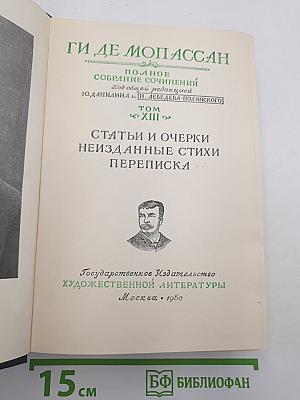 ГИ ДЕ МОПАССАН
ПОЛНОЕ
СОБРАНИЕ СОЧИНЕНИЙ
Под общей редакцией
Ю. ДАНИЛИНА и П. ЛЕБЕДЕВА-ПОЛЯНСКОГО
ТОМ
XIII
СТАТЬИ И ОЧЕРКИ
НЕИЗДАННЫЕ СТИХИ
ПЕРЕПИСКА
Государственное Издательство
ХУДОЖЕСТВЕННОЙ ЛИТЕРАТУРЫ
Москва • 1950
15 см
БФ БИБЛИОФАН